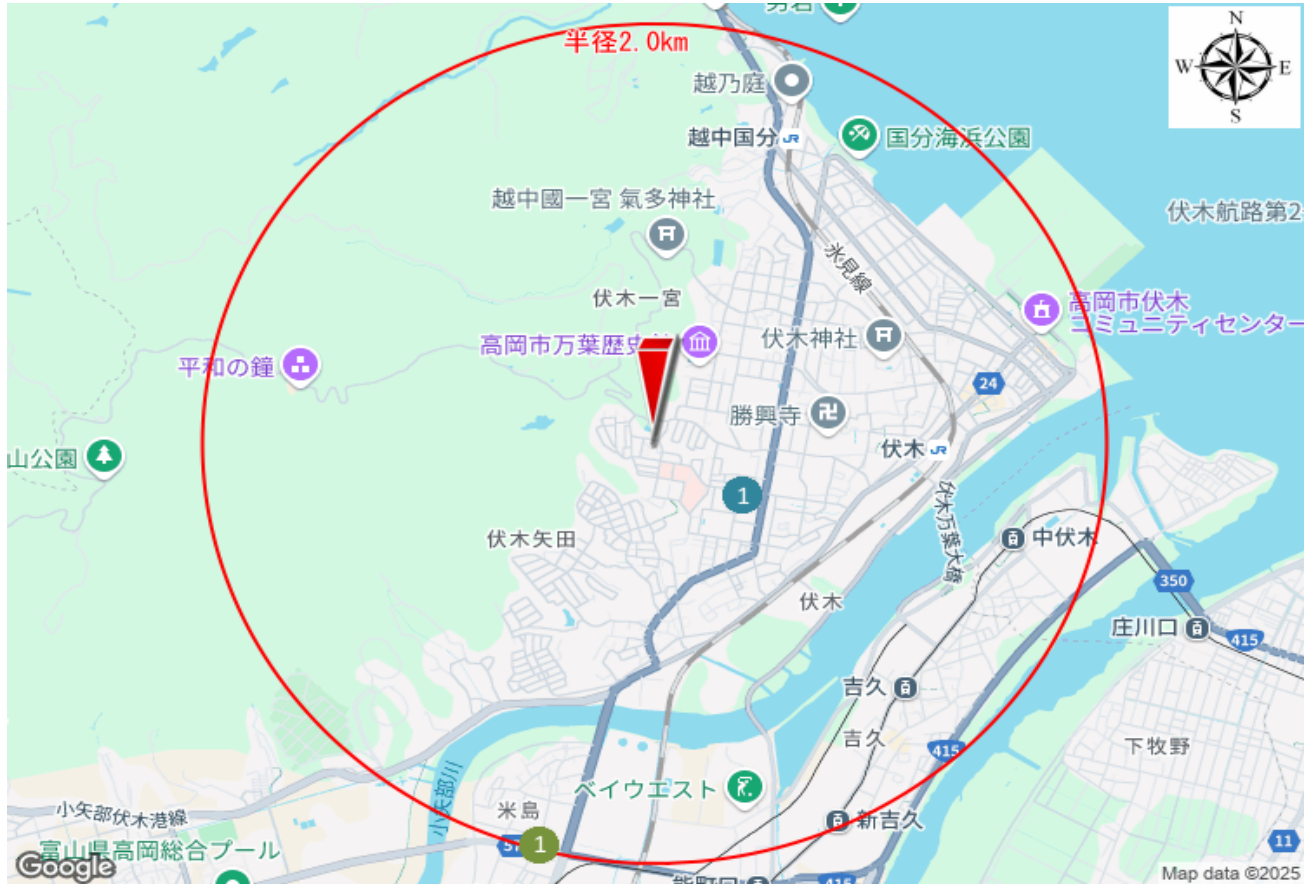 N
W
E
S
半径2.0km
越乃庭
越中国分
JR
国分海浜公園
越中國一宮 氣多神社
伏木航路第2
氷見線
伏木一宮
高岡市伏木
コミュニティセンター
高岡市万葉歴史
伏木神社
平和の鐘
24
勝興寺
山公園
伏木
JR
1
伏木万葉大橋
伏木矢田
中伏木
350
伏木
庄川口
415
吉久
吉久
415
下牧野
小矢部川
ベイウエスト
小矢部伏木港線
米島
新吉久
1
11
富山県高岡総合プール
Google
415
Map data ©2025